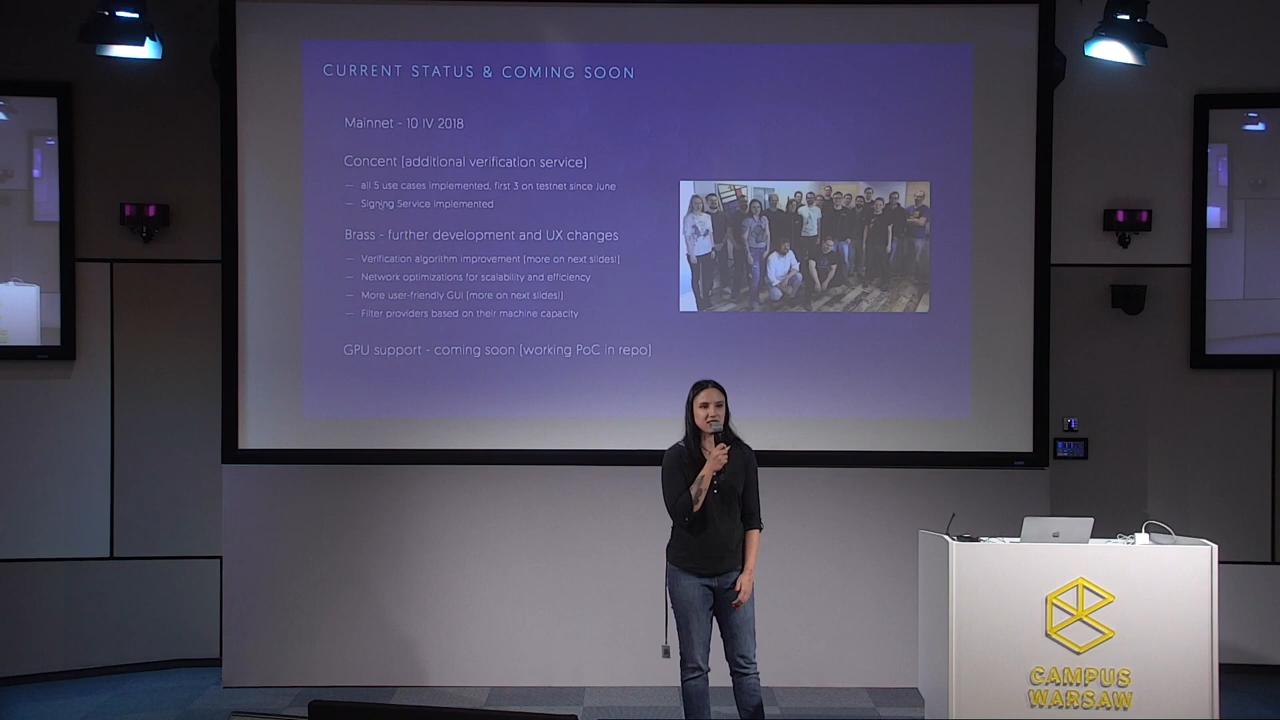 CURRENT STATUS & COMING SOON
Mainnet - 10 IV 2018
Concent (additional verification service)
— all 5 use cases implemented, first 3 on testnet since June
— Signing Service implemented
Brass - further development and UX changes
— Verification algorithm improvement (more on next slides!)
— Network optimizations for scalability and efficiency
— More user-friendly GUI (more on next slides!)
— Filter providers based on their machine capacity
GPU support - coming soon (working PoC in repo)
CAMPUS
WARSAW